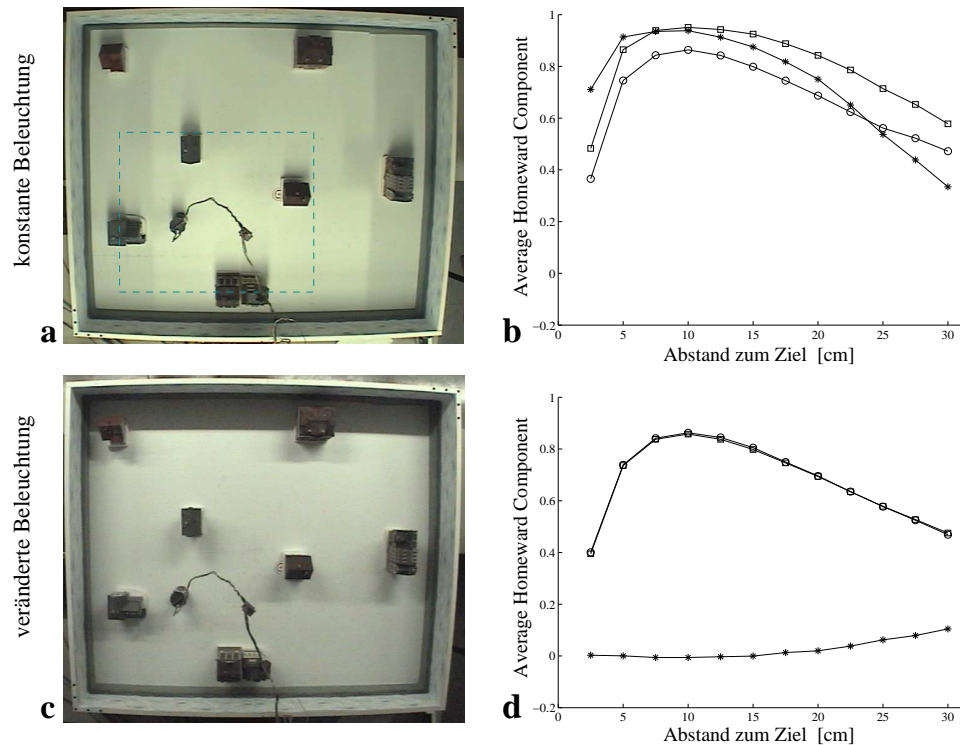 konstante Beleuchtung
a
1
0.8
0.6
0.4
0.2
0
−0.2
0
5
10
15
20
25
30
Average Homeward Component
Abstand zum Ziel [cm]
b
veränderte Beleuchtung
c
1
0.8
0.6
0.4
0.2
0
−0.2
0
5
10
15
20
25
30
Average Homeward Component
Abstand zum Ziel [cm]
d